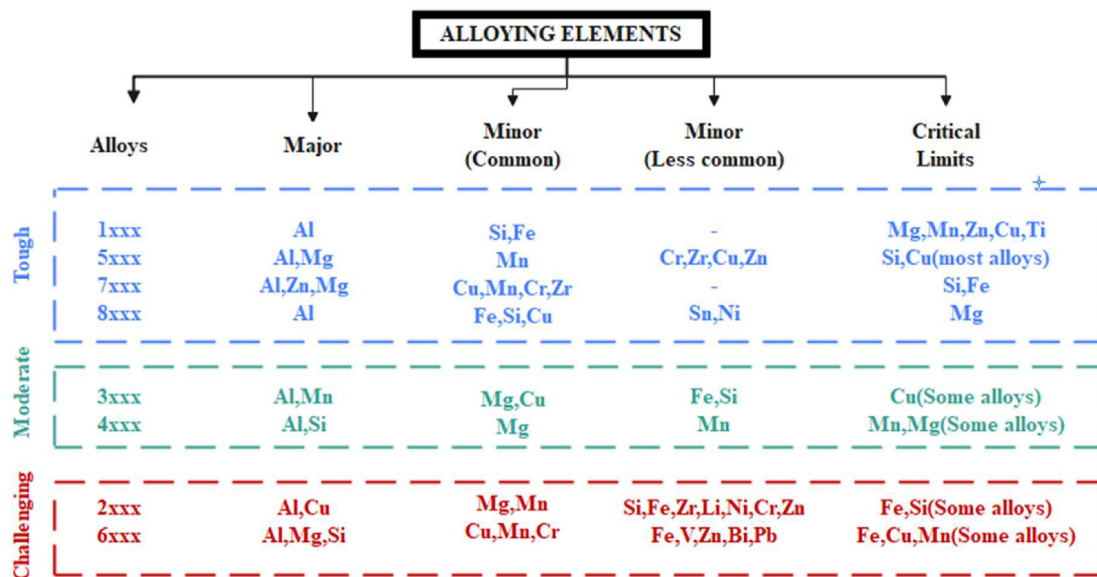 ALLOYING ELEMENTS
Alloys Major Minor (Common) Minor (Less common) Critical Limits
Tough
1xxx Al Si,Fe - Mg,Mn,Zn,Cu,Ti
5xxx Al,Mg Mn Cr,Zr,Cu,Zn Si,Cu(most alloys)
7xxx Al,Zn,Mg Cu,Mn,Cr,Zr - Si,Fe
8xxx Al Fe,Si,Cu Sn,Ni Mg
Moderate
3xxx Al,Mn Mg,Cu Fe,Si Cu(Some alloys)
4xxx Al,Si Mg Mn Mn,Mg(Some alloys)
Challenging
2xxx Al,Cu Mg,Mn Si,Fe,Zr,Li,Ni,Cr,Zn Fe,Si(Some alloys)
6xxx Al,Mg,Si Cu,Mn,Cr Fe,V,Zn,Bi,Pb Fe,Cu,Mn(Some alloys)